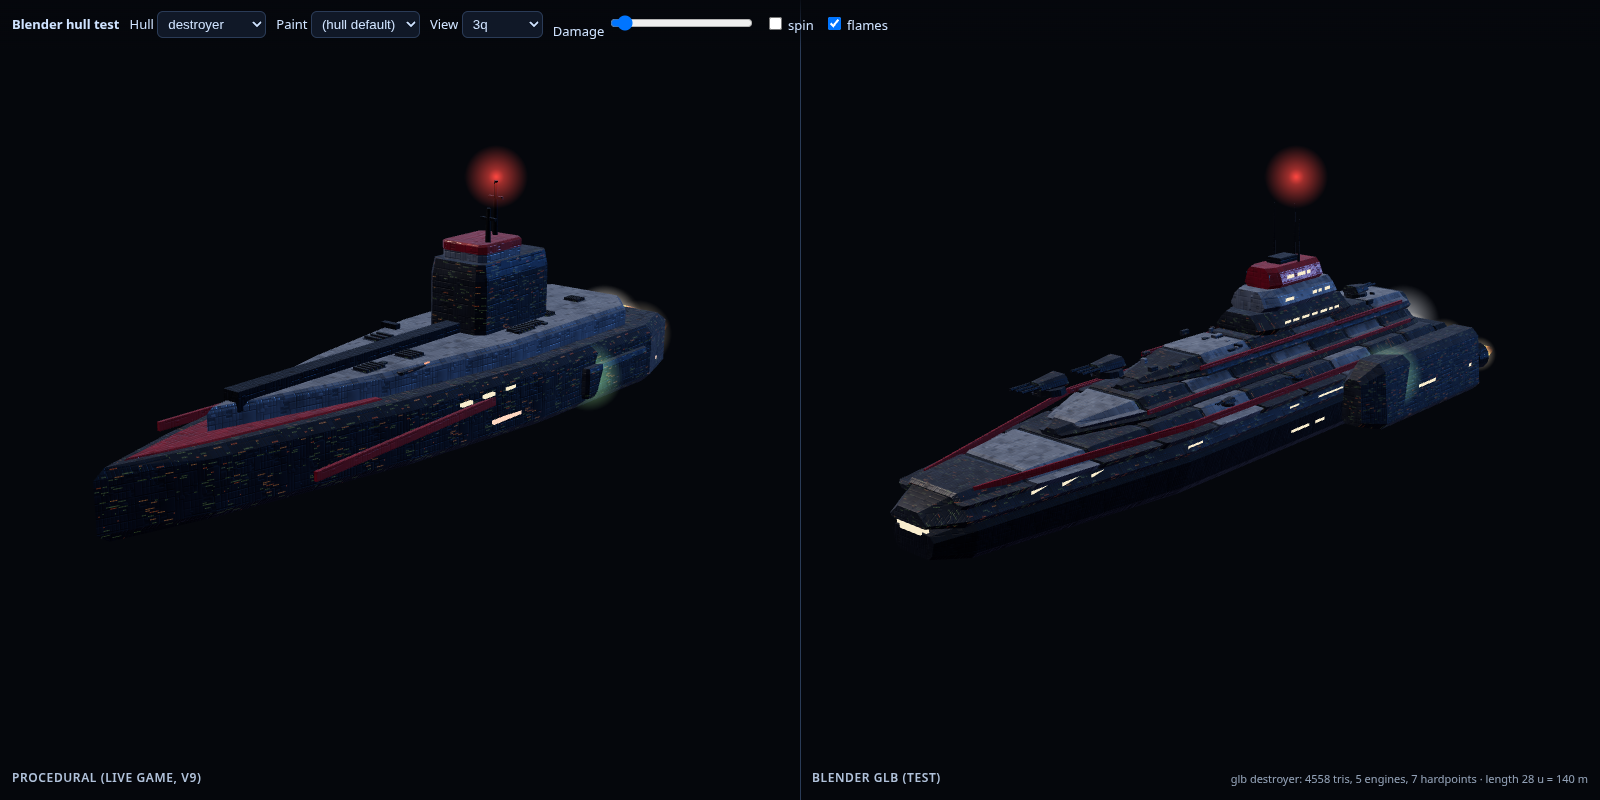 Blender hull test Hull destroyer Paint (hull default) View 3q Damage spin flames
PROCEDURAL (LIVE GAME, V9)
BLENDER GLB (TEST)
glb destroyer: 4558 tris, 5 engines, 7 hardpoints · length 28 u = 140 m